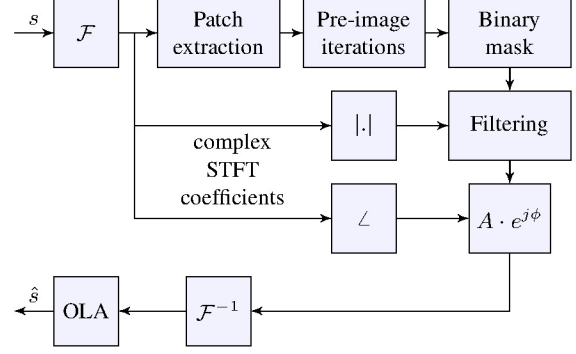 s
𝓕
Patch
extraction
Pre-image
iterations
Binary
mask
|.|
Filtering
complex
STFT
coefficients
∠
A · e^{jϕ}
ŝ
OLA
𝓕⁻¹